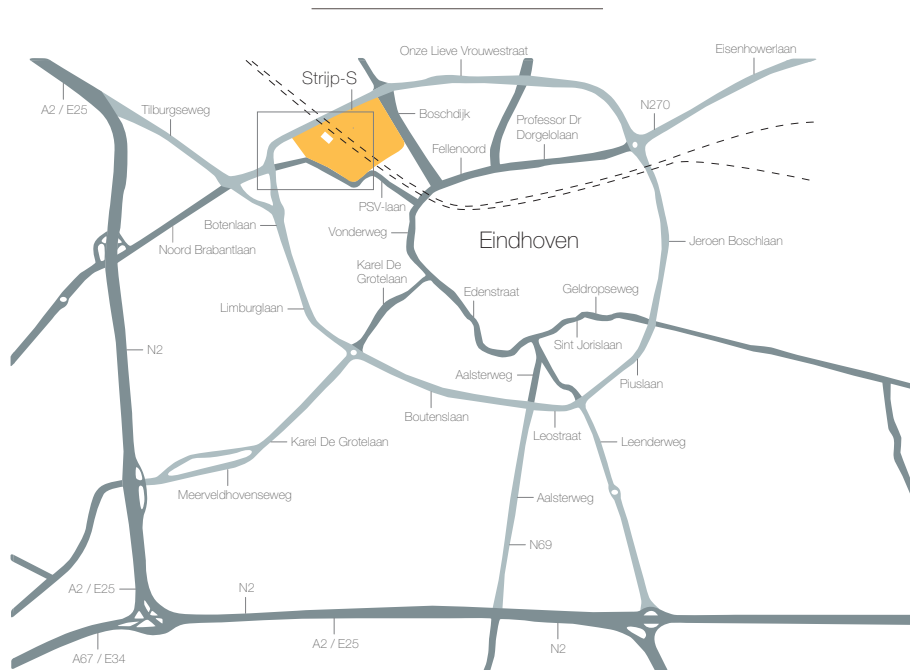 Onze Lieve Vrouwestraat
Eisenhowerlaan
Strijp-S
A2 / E25
Tilburgseweg
N270
Boschdijk
Professor Dr
Dorgelolaan
Fellenoord
PSV-laan
Botenlaan
Vonderweg
Noord Brabantlaan
Eindhoven
Jeroen Boschlaan
Karel De
Grotelaan
Edenstraat
Geldropseweg
Limburglaan
Sint Jorislaan
N2
Aalsterweg
Piuslaan
Boutenslaan
Leostraat
Karel De Grotelaan
Leenderweg
Meerveldhovenseweg
Aalsterweg
N69
A2 / E25
N2
A2 / E25
N2
A67 / E34